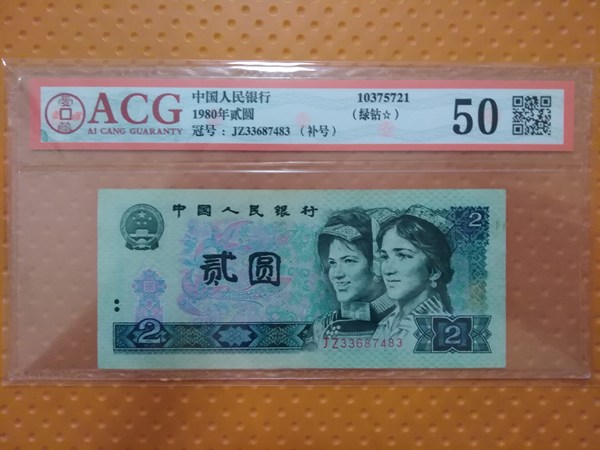 ACG
AI CANG GUARANTY
中国人民银行
1980年贰圆
冠号：JZ33687483（补号）
10375721
（绿钻☆）
50
中国人民银行
贰圆
2
2
2
JZ33687483